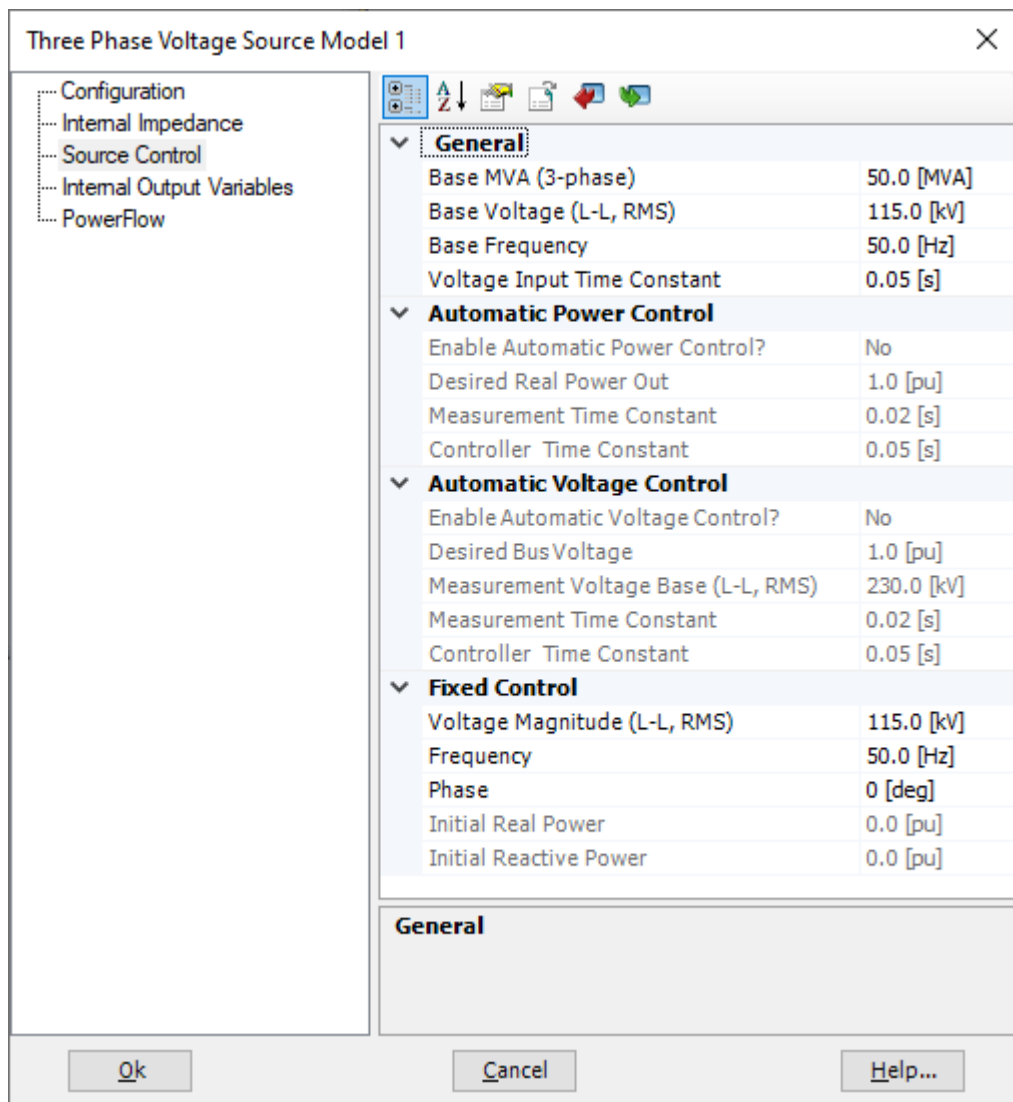 Three Phase Voltage Source Model 1
Configuration
Internal Impedance
Source Control
Internal Output Variables
PowerFlow
A
Z
General
Base MVA (3-phase) 50.0 [MVA]
Base Voltage (L-L, RMS) 115.0 [kV]
Base Frequency 50.0 [Hz]
Voltage Input Time Constant 0.05 [s]
Automatic Power Control
Enable Automatic Power Control? No
Desired Real Power Out 1.0 [pu]
Measurement Time Constant 0.02 [s]
Controller  Time Constant 0.05 [s]
Automatic Voltage Control
Enable Automatic Voltage Control? No
Desired Bus Voltage 1.0 [pu]
Measurement Voltage Base (L-L, RMS) 230.0 [kV]
Measurement Time Constant 0.02 [s]
Controller  Time Constant 0.05 [s]
Fixed Control
Voltage Magnitude (L-L, RMS) 115.0 [kV]
Frequency 50.0 [Hz]
Phase 0 [deg]
Initial Real Power 0.0 [pu]
Initial Reactive Power 0.0 [pu]
General
Ok Cancel Help...